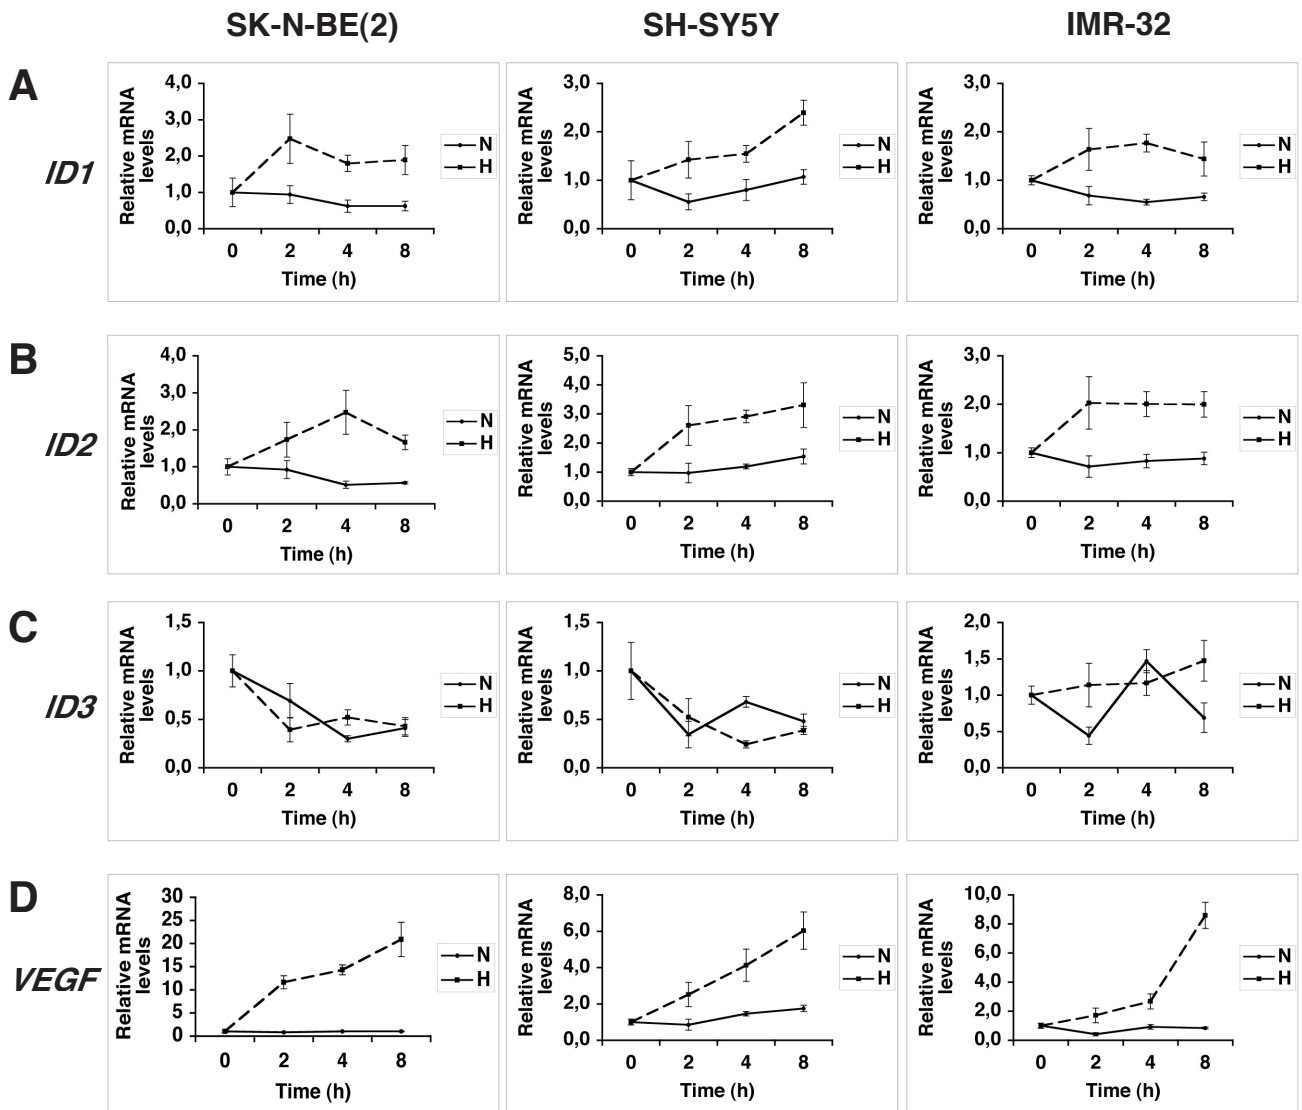 SK-N-BE(2) SH-SY5Y IMR-32
A
ID1
Relative mRNA
levels
4,0
3,0
2,0
1,0
0,0
0 2 4 8
Time (h)
N
H
Relative mRNA
levels
3,0
2,0
1,0
0,0
0 2 4 8
Time (h)
N
H
Relative mRNA
levels
3,0
2,0
1,0
0,0
0 2 4 8
Time (h)
N
H
B
ID2
Relative mRNA
levels
4,0
3,0
2,0
1,0
0,0
0 2 4 8
Time (h)
N
H
Relative mRNA
levels
5,0
4,0
3,0
2,0
1,0
0,0
0 2 4 8
Time (h)
N
H
Relative mRNA
levels
3,0
2,0
1,0
0,0
0 2 4 8
Time (h)
N
H
C
ID3
Relative mRNA
levels
1,5
1,0
0,5
0,0
0 2 4 8
Time (h)
N
H
Relative mRNA
levels
1,5
1,0
0,5
0,0
0 2 4 8
Time (h)
N
H
Relative mRNA
levels
2,0
1,5
1,0
0,5
0,0
0 2 4 8
Time (h)
N
H
D
VEGF
Relative mRNA
levels
30
25
20
15
10
5
0
0 2 4 8
Time (h)
N
H
Relative mRNA
levels
8,0
6,0
4,0
2,0
0,0
0 2 4 8
Time (h)
N
H
Relative mRNA
levels
10,0
8,0
6,0
4,0
2,0
0,0
0 2 4 8
Time (h)
N
H